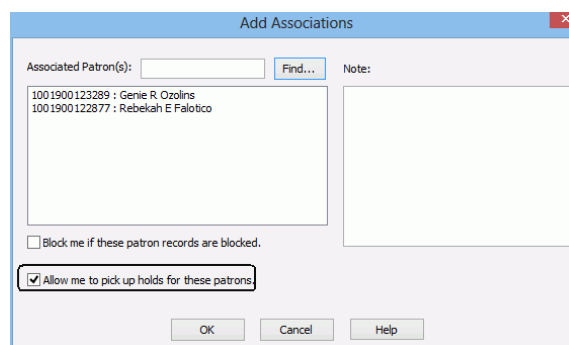 Add Associations
Associated Patron(s):
Find...
Note:
1001900123289 : Genie R Ozolins
1001900122877 : Rebekah E Falotico
Block me if these patron records are blocked.
Allow me to pick up holds for these patrons.
OK
Cancel
Help